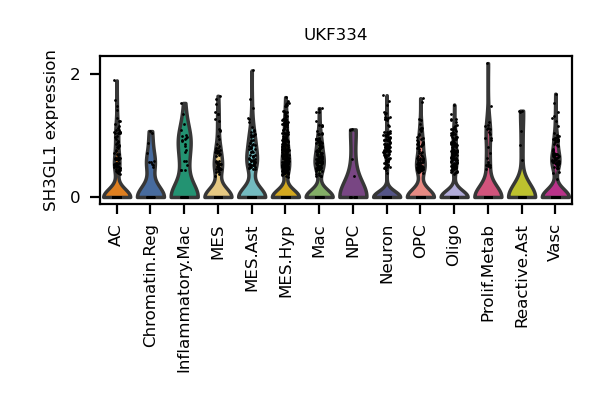 UKF334
SH3GL1 expression
2
0
AC
Chromatin.Reg
Inflammatory.Mac
MES
MES.Ast
MES.Hyp
Mac
NPC
Neuron
OPC
Oligo
Prolif.Metab
Reactive.Ast
Vasc